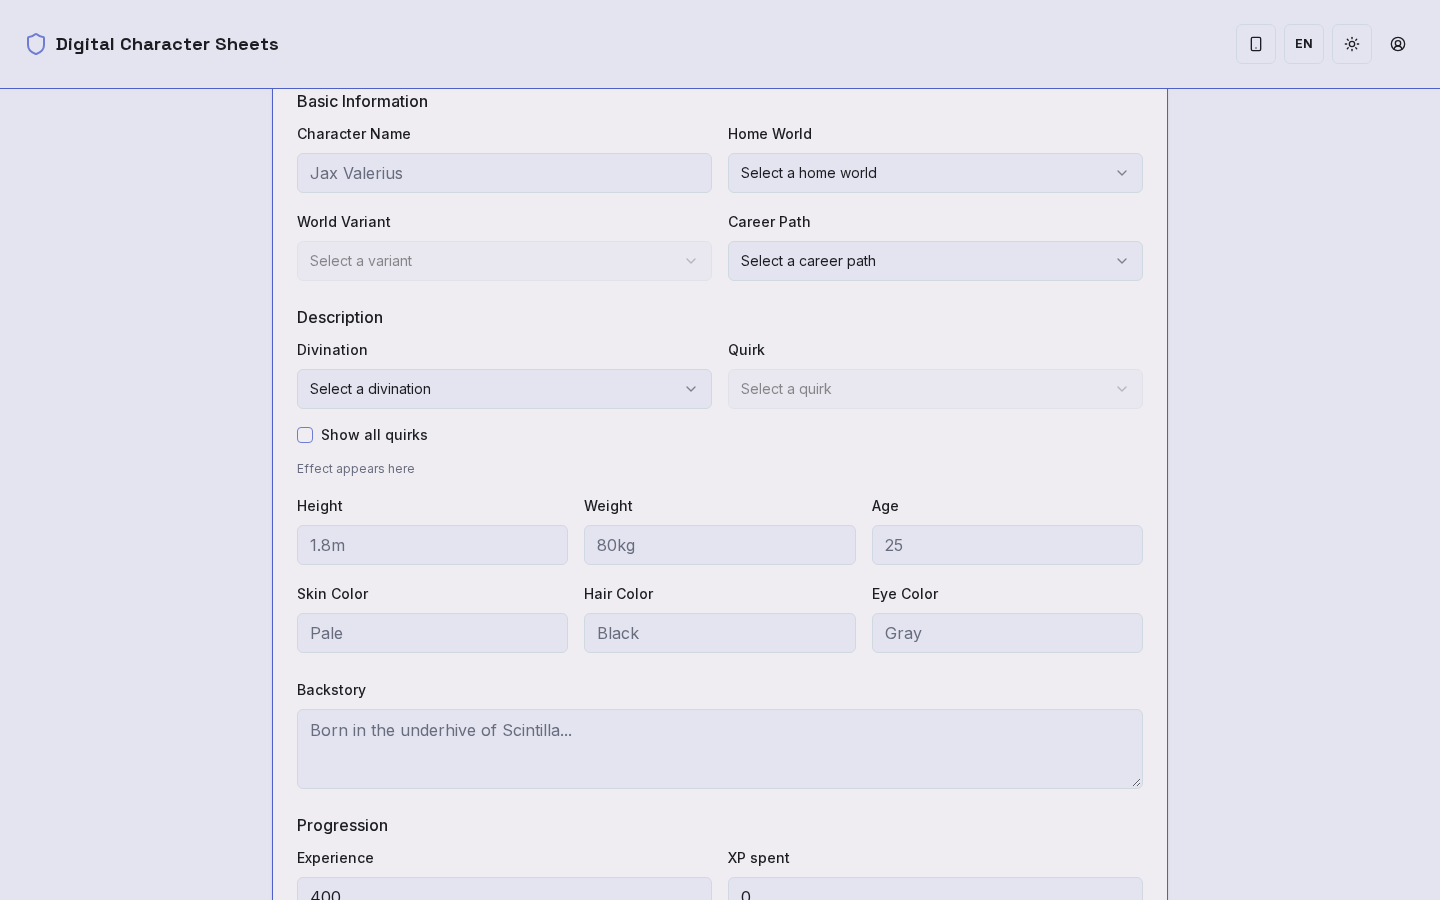 Digital Character Sheets
EN
Basic Information
Character Name
Home World
Jax Valerius
Select a home world
World Variant
Career Path
Select a variant
Select a career path
Description
Divination
Quirk
Select a divination
Select a quirk
Show all quirks
Effect appears here
Height
Weight
Age
1.8m
80kg
25
Skin Color
Hair Color
Eye Color
Pale
Black
Gray
Backstory
Born in the underhive of Scintilla...
Progression
Experience
XP spent
400
0